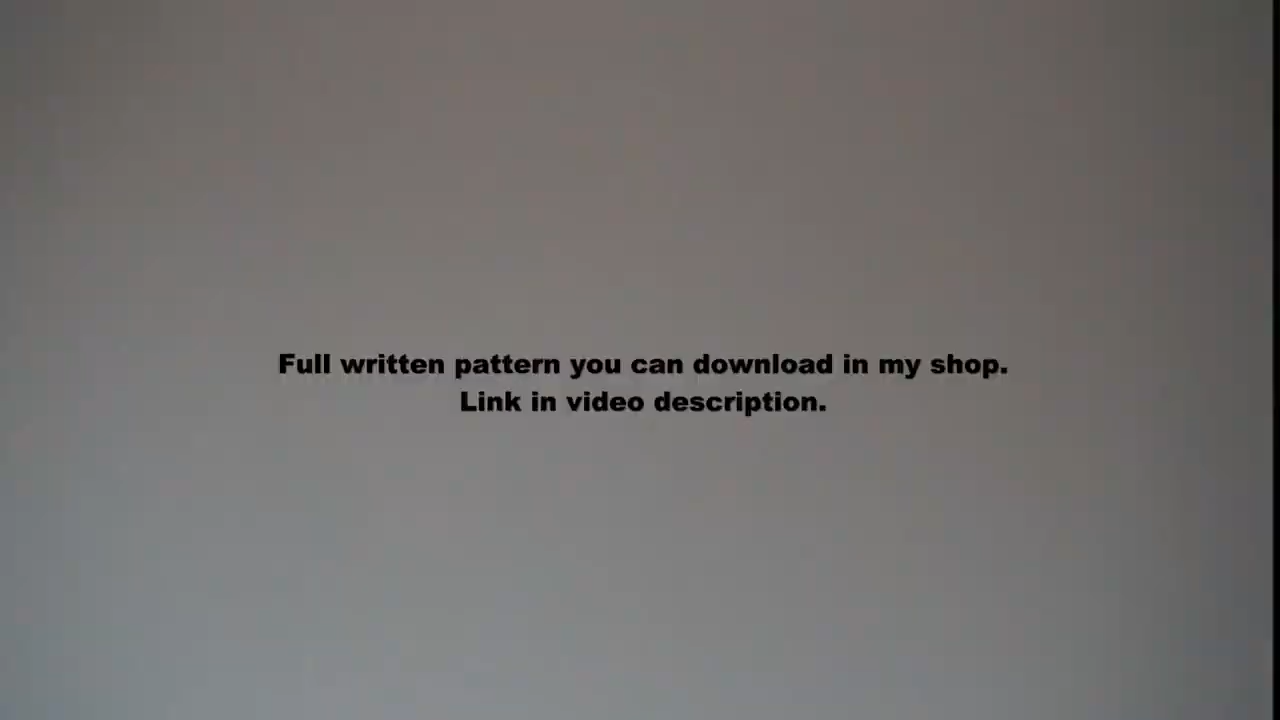 Full written pattern you can download in my shop.
Link in video description.